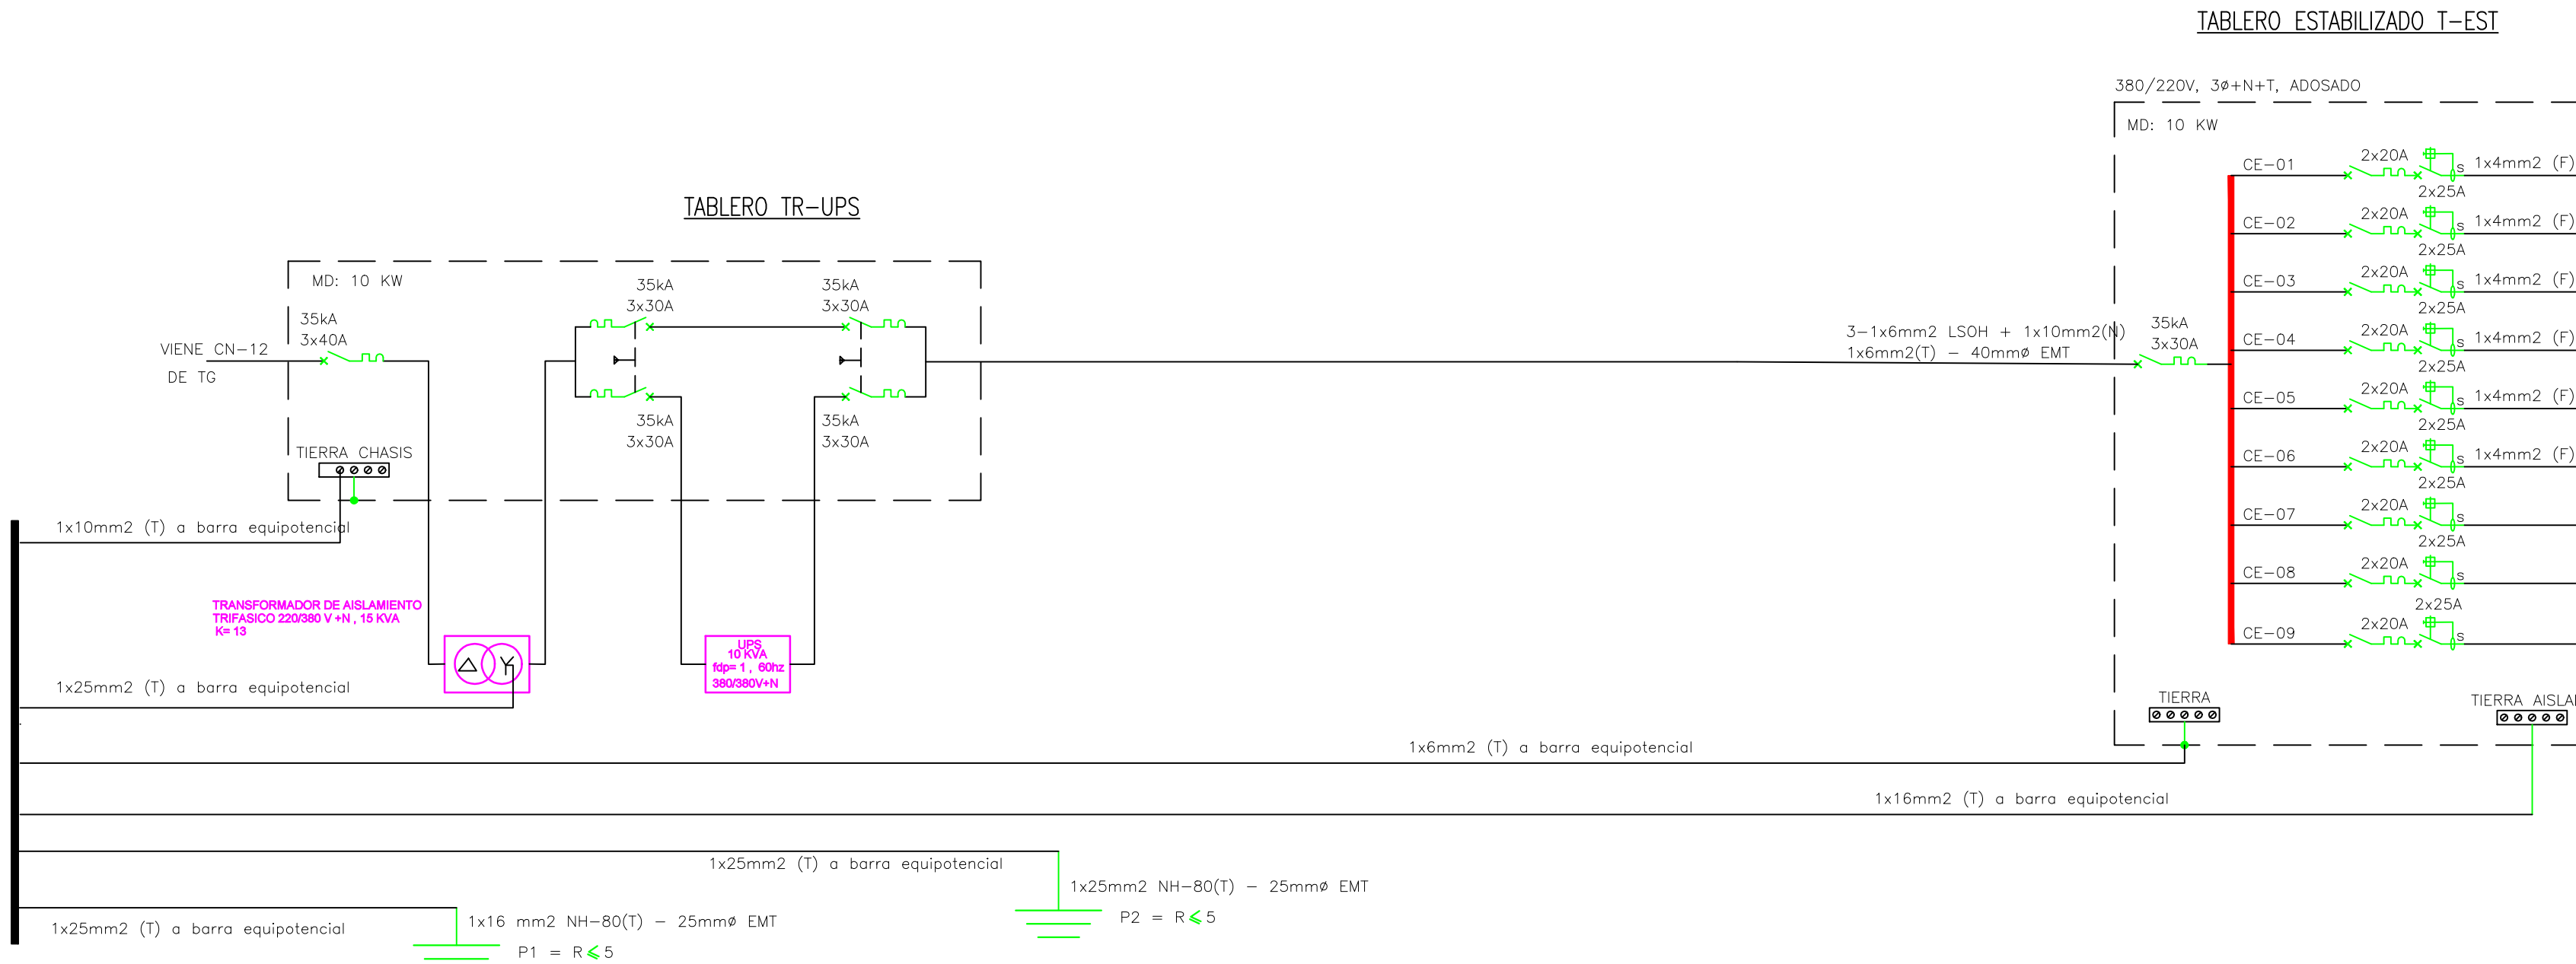 TABLERO ESTABILIZADO T-EST
380/220V, 3ø+N+T, ADOSADO
MD: 10 KW
TABLERO TR-UPS
MD: 10 KW
35kA
3x40A
VIENE CN-12
DE TG
35kA
3x30A
35kA
3x30A
35kA
3x30A
35kA
3x30A
TIERRA CHASIS
3-1x6mm2 LSOH + 1x10mm2(N)
1x6mm2(T) - 40mmø EMT
35kA
3x30A
CE-01
2x20A
S
1x4mm2 (F)
2x25A
CE-02
2x20A
S
1x4mm2 (F)
2x25A
CE-03
2x20A
S
1x4mm2 (F)
2x25A
CE-04
2x20A
S
1x4mm2 (F)
2x25A
CE-05
2x20A
S
1x4mm2 (F)
2x25A
CE-06
2x20A
S
1x4mm2 (F)
2x25A
CE-07
2x20A
S
2x25A
CE-08
2x20A
S
2x25A
CE-09
2x20A
S
TIERRA
TIERRA AISLA
1x10mm2 (T) a barra equipotencial
TRANSFORMADOR DE AISLAMIENTO
TRIFASICO 220/380 V +N , 15 KVA
K= 13
UPS
10 KVA
fdp= 1 , 60hz
380/380V+N
1x25mm2 (T) a barra equipotencial
1x6mm2 (T) a barra equipotencial
1x16mm2 (T) a barra equipotencial
1x25mm2 (T) a barra equipotencial
1x25mm2 NH-80(T) - 25mmø EMT
P2 = R ⩽ 5
1x25mm2 (T) a barra equipotencial
1x16 mm2 NH-80(T) - 25mmø EMT
P1 = R ⩽ 5